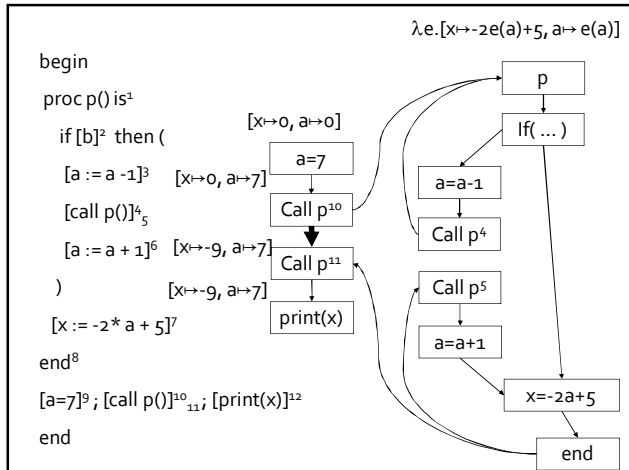 λe.[x↦-2e(a)+5, a↦ e(a)]
begin
proc p() is¹
if [b]² then (
[a := a -1]³
[call p()]⁴₅
[a := a + 1]⁶
)
[x := -2* a + 5]⁷
end⁸
[a=7]⁹ ; [call p()]¹⁰₁₁; [print(x)]¹²
end
[x↦0, a↦0]
a=7
[x↦0, a↦7]
Call p¹⁰
[x↦-9, a↦7]
Call p¹¹
[x↦-9, a↦7]
print(x)
p
If( ... )
a=a-1
Call p⁴
Call p⁵
a=a+1
x=-2a+5
end